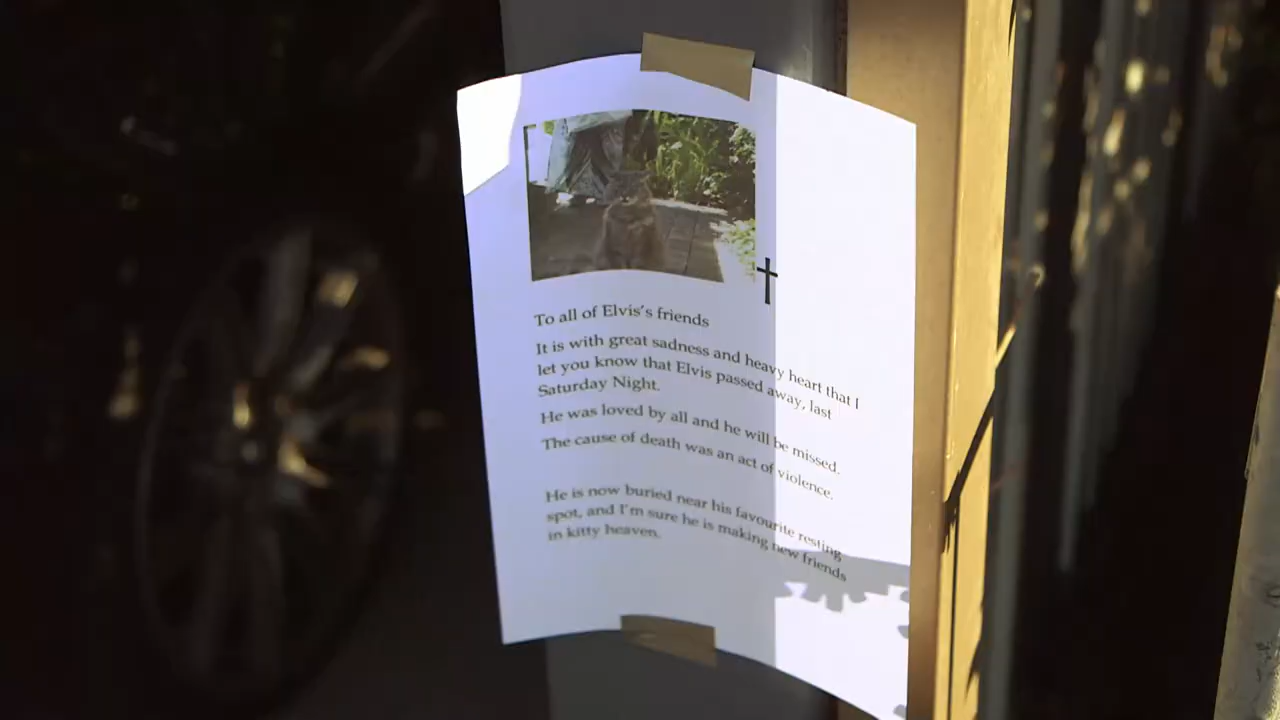 To all of Elvis's friends
It is with great sadness and heavy heart that I
let you know that Elvis passed away, last
Saturday Night.
He was loved by all and he will be missed.
The cause of death was an act of violence.
He is now buried near his favourite resting
spot, and I'm sure he is making new friends
in kitty heaven.